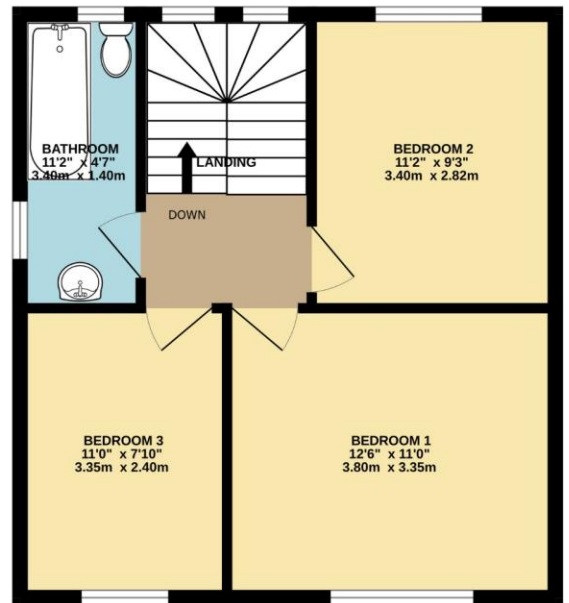 BATHROOM
11'2" x 4'7"
3.40m x 1.40m
LANDING
DOWN
BEDROOM 2
11'2" x 9'3"
3.40m x 2.82m
BEDROOM 3
11'0" x 7'10"
3.35m x 2.40m
BEDROOM 1
12'6" x 11'0"
3.80m x 3.35m